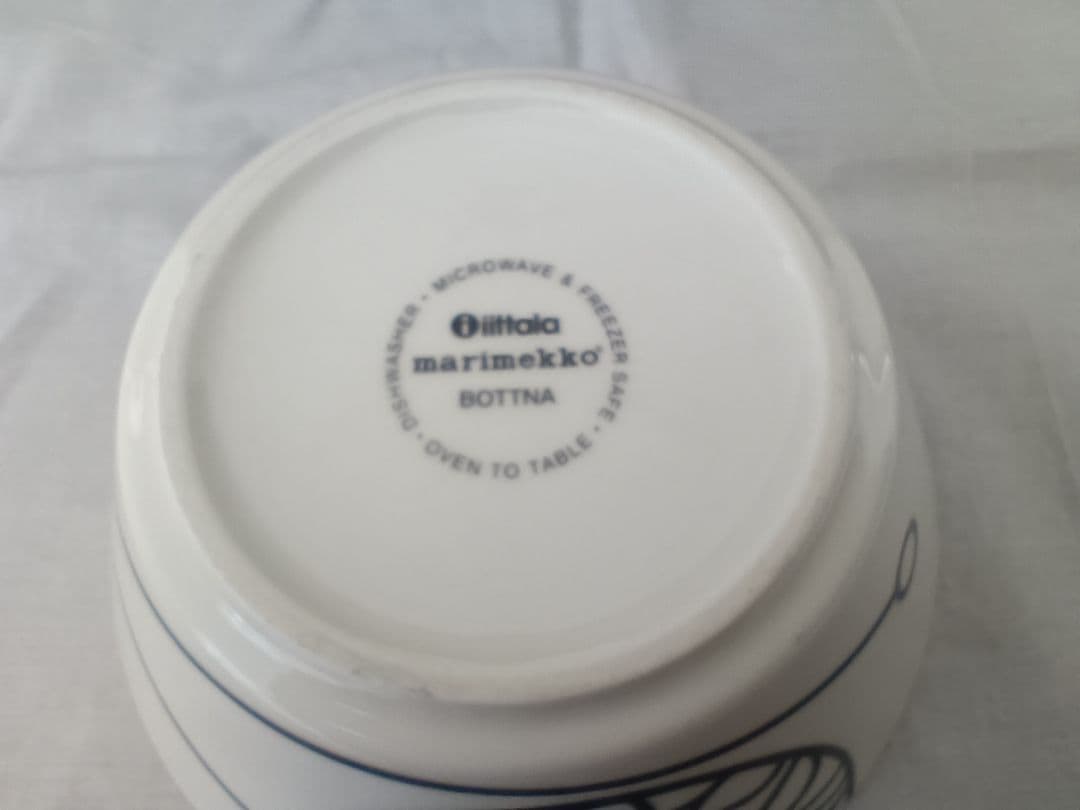 DISHWASHER • MICROWAVE & FREEZER SAFE • OVEN TO TABLE •
i iittala
marimekko®
BOTTNA